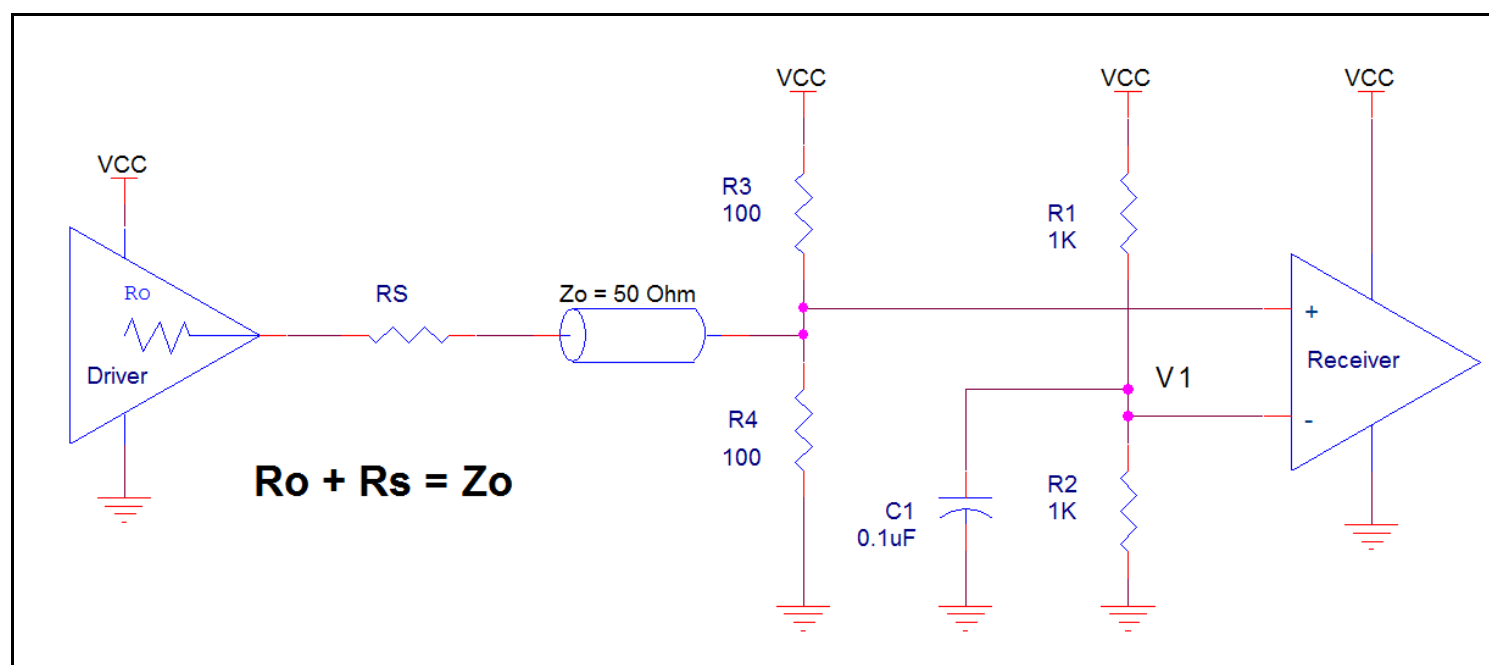 VCC
VCC
VCC
VCC
R3
100
R1
1K
Ro
RS
Zo = 50 Ohm
+
Driver
Receiver
V1
-
R4
100
Ro + Rs = Zo
R2
1K
C1
0.1uF